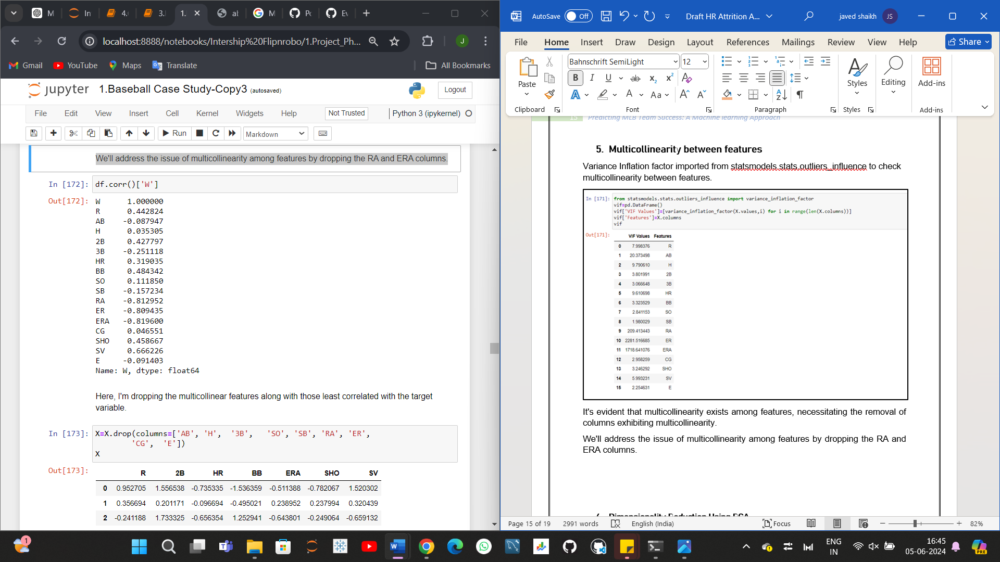 M
In
4.
3.
1.
ał
M
Pc
Ev
localhost:8888/notebooks/Intership%20Flipnrobo/1.Project_Ph...
J
Gmail
YouTube
Maps
Translate
All Bookmarks
jupyter 1.Baseball Case Study-Copy3 (autosaved)
Logout
File Edit View Insert Cell Kernel Widgets Help
Not Trusted
Python 3 (ipykernel)
Run
Markdown
We'll address the issue of multicollinearity among features by dropping the RA and ERA columns.
In [172]: df.corr()['W']
Out[172]: W 1.000000
R 0.442824
AB -0.087947
H 0.035305
2B 0.427797
3B -0.251118
HR 0.319035
BB 0.484342
SO 0.111850
SB -0.157234
RA -0.812952
ER -0.809435
ERA -0.819600
CG 0.046551
SHO 0.458667
SV 0.666226
E -0.091403
Name: W, dtype: float64
Here, I'm dropping the multicollinear features along with those least correlated with the target
variable.
In [173]: X=X.drop(columns=['AB', 'H', '3B', 'SO', 'SB', 'RA', 'ER',
'CG', 'E'])
X
Out[173]:
R 2B HR BB ERA SHO SV
0 0.952705 1.556538 -0.735335 -1.536359 -0.511388 -0.782067 1.520302
1 0.356694 0.201171 -0.096694 -0.495021 0.238952 0.237994 0.320439
2 -0.241188 1.733325 -0.656354 1.252941 -0.643801 -0.249064 -0.659132
AutoSave Off
Draft HR Attrition A...
javed shaikh JS
File Home Insert Draw Design Layout References Mailings Review View Help
Share
Paste
Clipboard
Bahnschrift SemiLight 12
B I U ab x₂ x² A
A A Aa A A
Font
Paragraph
Styles
Styles
Editing
Add-ins
Add-ins
15 Predicting MLB Team Success: A Machine learning Approach
5. Multicollinearity between features
Variance Inflation factor imported from statsmodels.stats.outliers_influence to check
multicollinearity between features.
In [171]: from statsmodels.stats.outliers_influence import variance_inflation_factor
vif=pd.DataFrame()
vif['VIF Values']=[variance_inflation_factor(X.values,i) for i in range(len(X.columns))]
vif['Features']=X.columns
vif
Out[171]:
VIF Values Features
0 7.998376 R
1 20.373498 AB
2 9.790610 H
3 3.801991 2B
4 3.066648 3B
5 9.610698 HR
6 3.323529 BB
7 2.841153 SO
8 1.980029 SB
9 209.413443 RA
10 2281.516685 ER
11 1718.641076 ERA
12 2.958259 CG
13 3.246292 SHO
14 5.993231 SV
15 2.254631 E
It's evident that multicollinearity exists among features, necessitating the removal of
columns exhibiting multicollinearity.
We'll address the issue of multicollinearity among features by dropping the RA and
ERA columns.
6. Dimensionality Reduction Using PCA
Page 15 of 19 2991 words English (India) Focus 82%
1
ENG
IN
16:45
05-06-2024
PRE